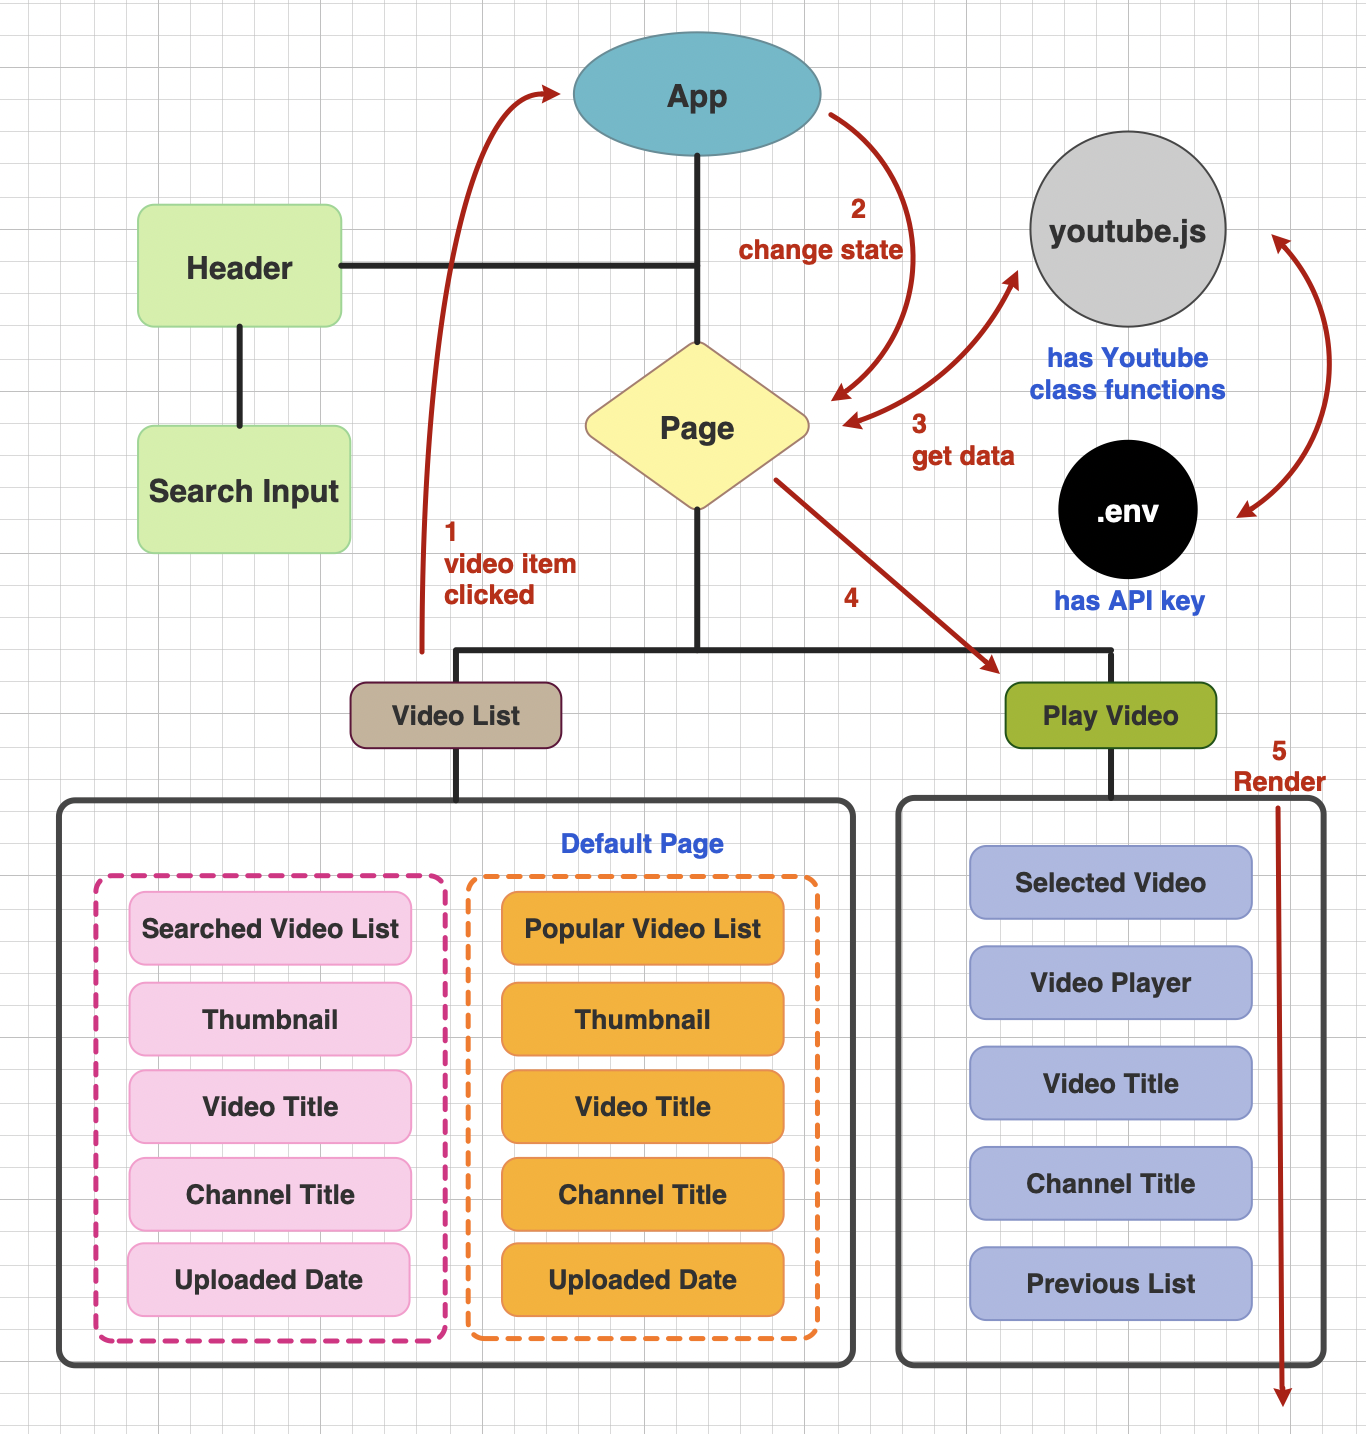 App
youtube.js
2
change state
Header
has Youtube
class functions
Page
3
get data
Search Input
.env
1
video item
clicked
4
has API key
Video List
Play Video
5
Render
Default Page
Searched Video List
Thumbnail
Video Title
Channel Title
Uploaded Date
Popular Video List
Thumbnail
Video Title
Channel Title
Uploaded Date
Selected Video
Video Player
Video Title
Channel Title
Previous List